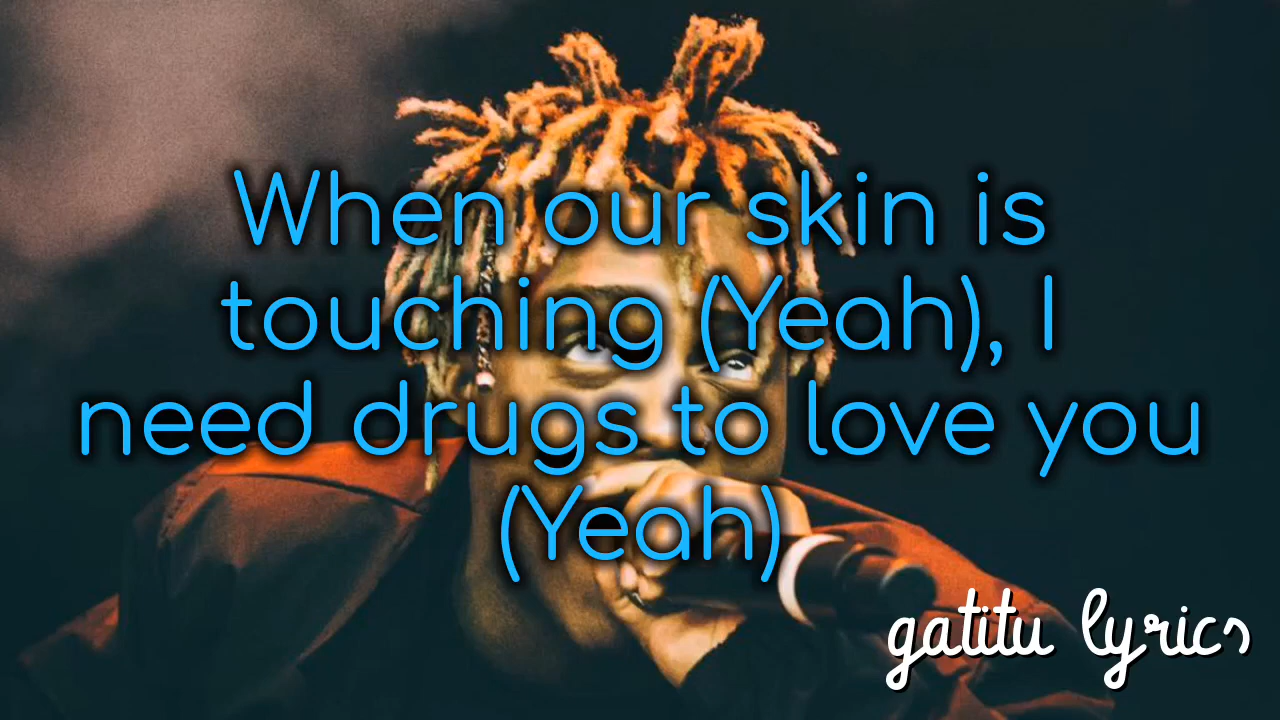 When our skin is
touching (Yeah), I
need drugs to love you
(Yeah)
gatitu lyrics